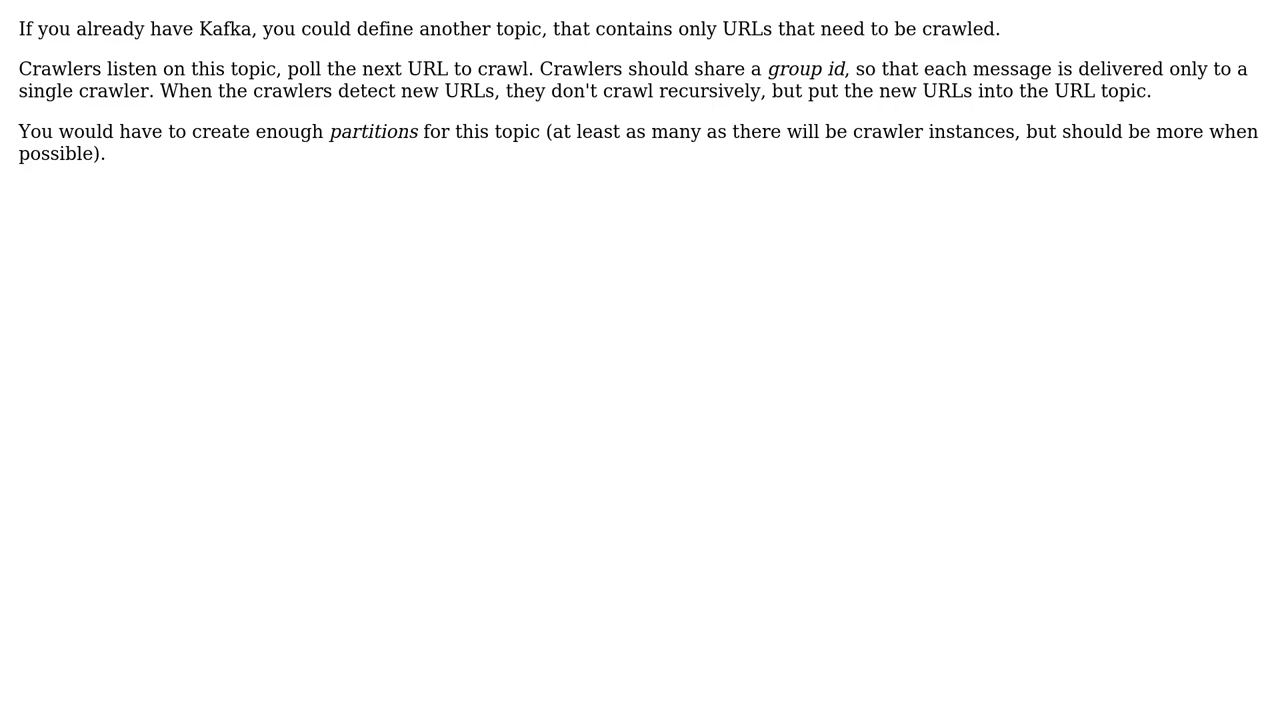 If you already have Kafka, you could define another topic, that contains only URLs that need to be crawled.
Crawlers listen on this topic, poll the next URL to crawl. Crawlers should share a group id, so that each message is delivered only to a
single crawler. When the crawlers detect new URLs, they don't crawl recursively, but put the new URLs into the URL topic.
You would have to create enough partitions for this topic (at least as many as there will be crawler instances, but should be more when
possible).